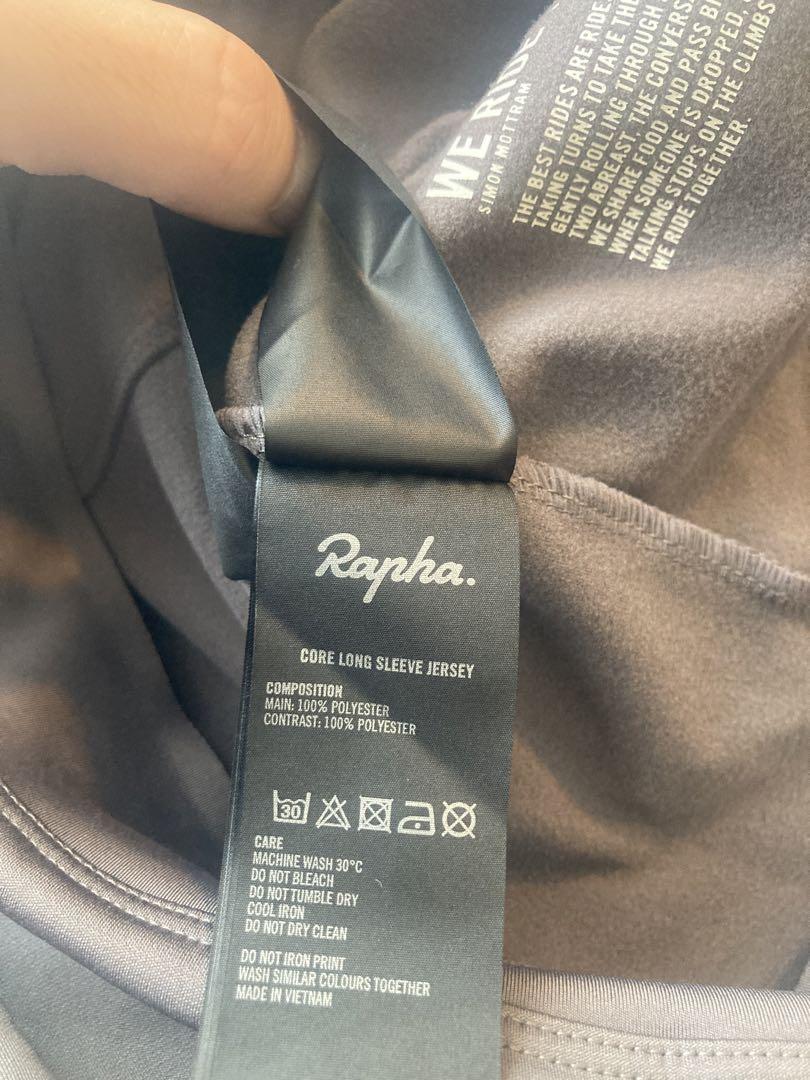 WE RIDE
SIMON MOTTRAM
THE BEST RIDES ARE RIDE
TAKING TURNS TO TAKE THE
GENTLY ROLLING THROUGH
TWO ABREAST. THE CONVERS
WE SHARE FOOD AND PASS
WHEN SOMEONE IS DROPPED,
TALKING STOPS ON THE CLIMBS
WE RIDE TOGETHER.
Rapha.
CORE LONG SLEEVE JERSEY
COMPOSITION
MAIN: 100% POLYESTER
CONTRAST: 100% POLYESTER
30
CARE
MACHINE WASH 30°C
DO NOT BLEACH
DO NOT TUMBLE DRY
COOL IRON
DO NOT DRY CLEAN
DO NOT IRON PRINT
WASH SIMILAR COLOURS TOGETHER
MADE IN VIETNAM